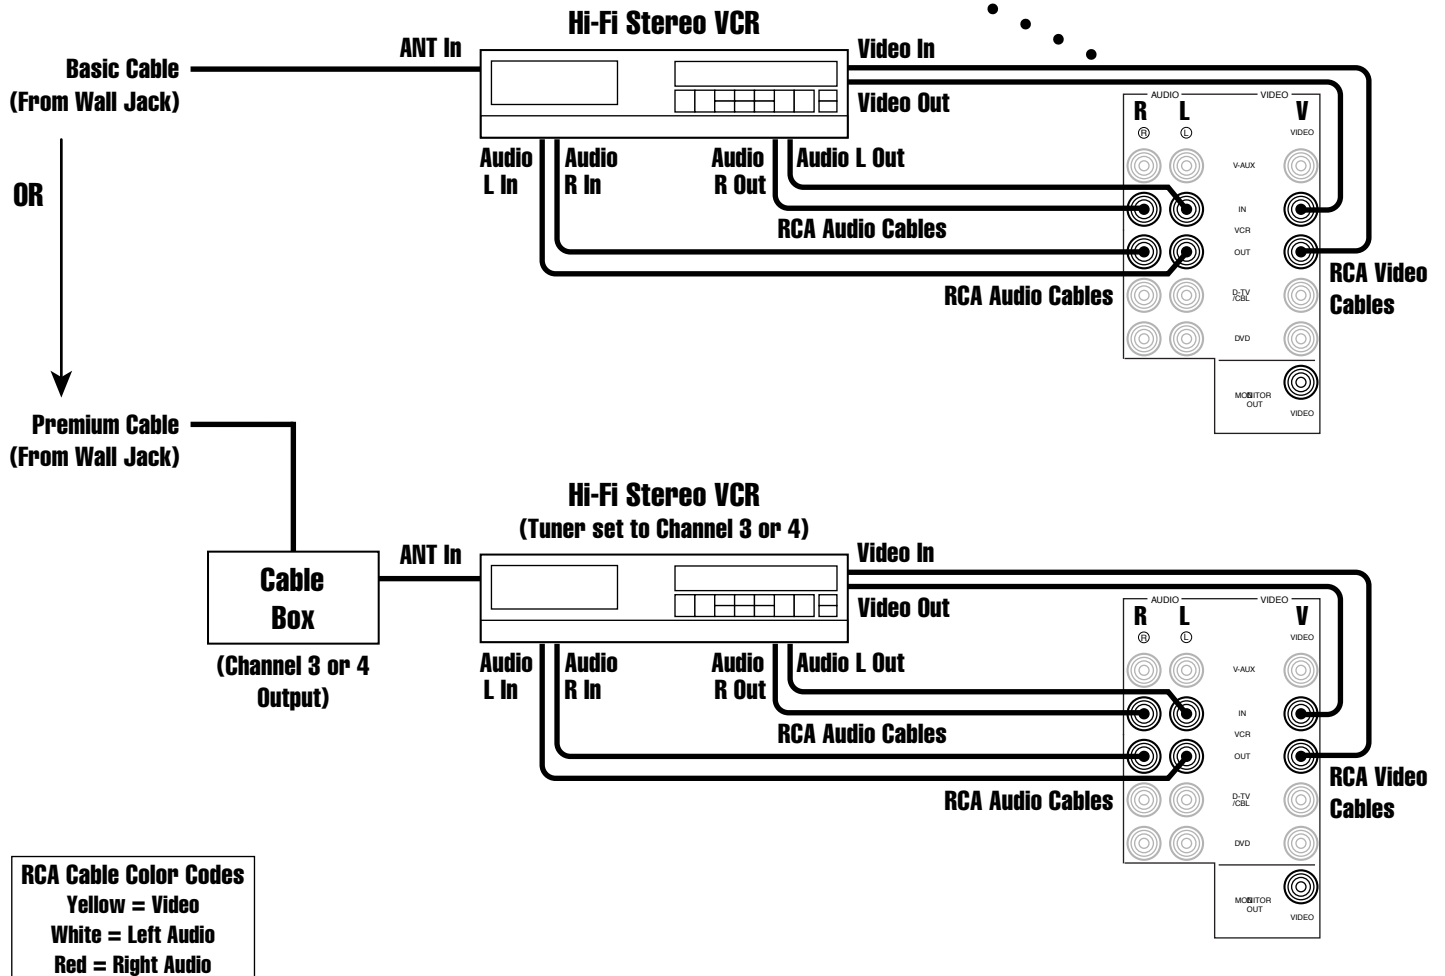 Hi-Fi Stereo VCR
ANT In
Video In
Basic Cable
(From Wall Jack)
Video Out
AUDIO
VIDEO
R
L
V
R
L
VIDEO
Audio
L In
Audio
R In
Audio
R Out
Audio L Out
V-AUX
OR
IN
RCA Audio Cables
VCR
OUT
RCA Video
Cables
RCA Audio Cables
D-TV
/CBL
DVD
MONITOR
OUT
VIDEO
Premium Cable
(From Wall Jack)
Hi-Fi Stereo VCR
(Tuner set to Channel 3 or 4)
ANT In
Video In
Cable
Box
Video Out
AUDIO
VIDEO
R
L
V
R
L
VIDEO
(Channel 3 or 4
Output)
Audio
L In
Audio
R In
Audio
R Out
Audio L Out
V-AUX
IN
RCA Audio Cables
VCR
OUT
RCA Video
Cables
RCA Audio Cables
D-TV
/CBL
DVD
MONITOR
OUT
VIDEO
RCA Cable Color Codes
Yellow = Video
White = Left Audio
Red = Right Audio